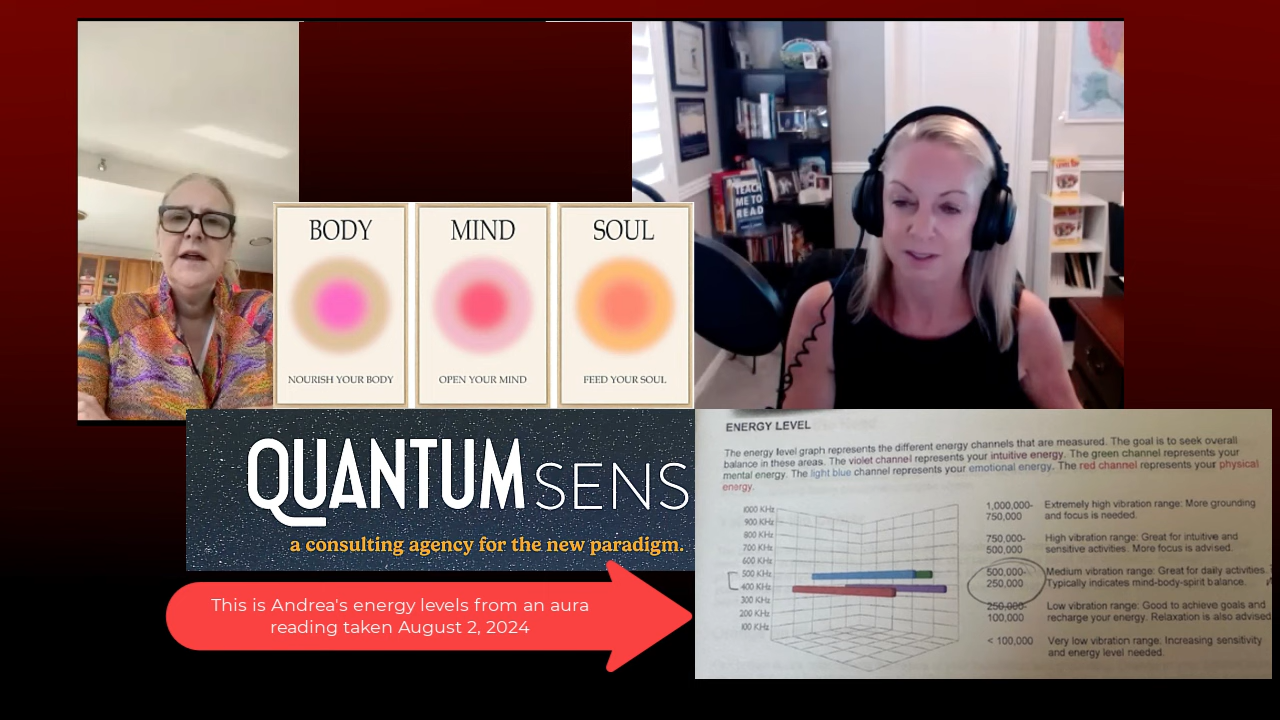 TEACH
ME TO
READ
BODY
NOURISH YOUR BODY
MIND
OPEN YOUR MIND
SOUL
FEED YOUR SOUL
QUANTUM SENS
a consulting agency for the new paradigm.
This is Andrea's energy levels from an aura
reading taken August 2, 2024
ENERGY LEVEL
The energy level graph represents the different energy channels that are measured. The goal is to seek overall
balance in these areas. The violet channel represents your intuitive energy. The green channel represents your
mental energy. The light blue channel represents your emotional energy. The red channel represents your physical
energy.
1000 KHz
900 KHz
800 KHz
700 KHz
600 KHz
500 KHz
400 KHz
300 KHz
200 KHz
100 KHz
1,000,000-
750,000
Extremely high vibration range: More grounding
and focus is needed.
750,000-
500,000
High vibration range: Great for intuitive and
sensitive activities. More focus is advised.
500,000-
250,000
Medium vibration range: Great for daily activities.
Typically indicates mind-body-spirit balance.
250,000-
100,000
Low vibration range: Good to achieve goals and
recharge your energy. Relaxation is also advised
< 100,000
Very low vibration range: Increasing sensitivity
and energy level needed.